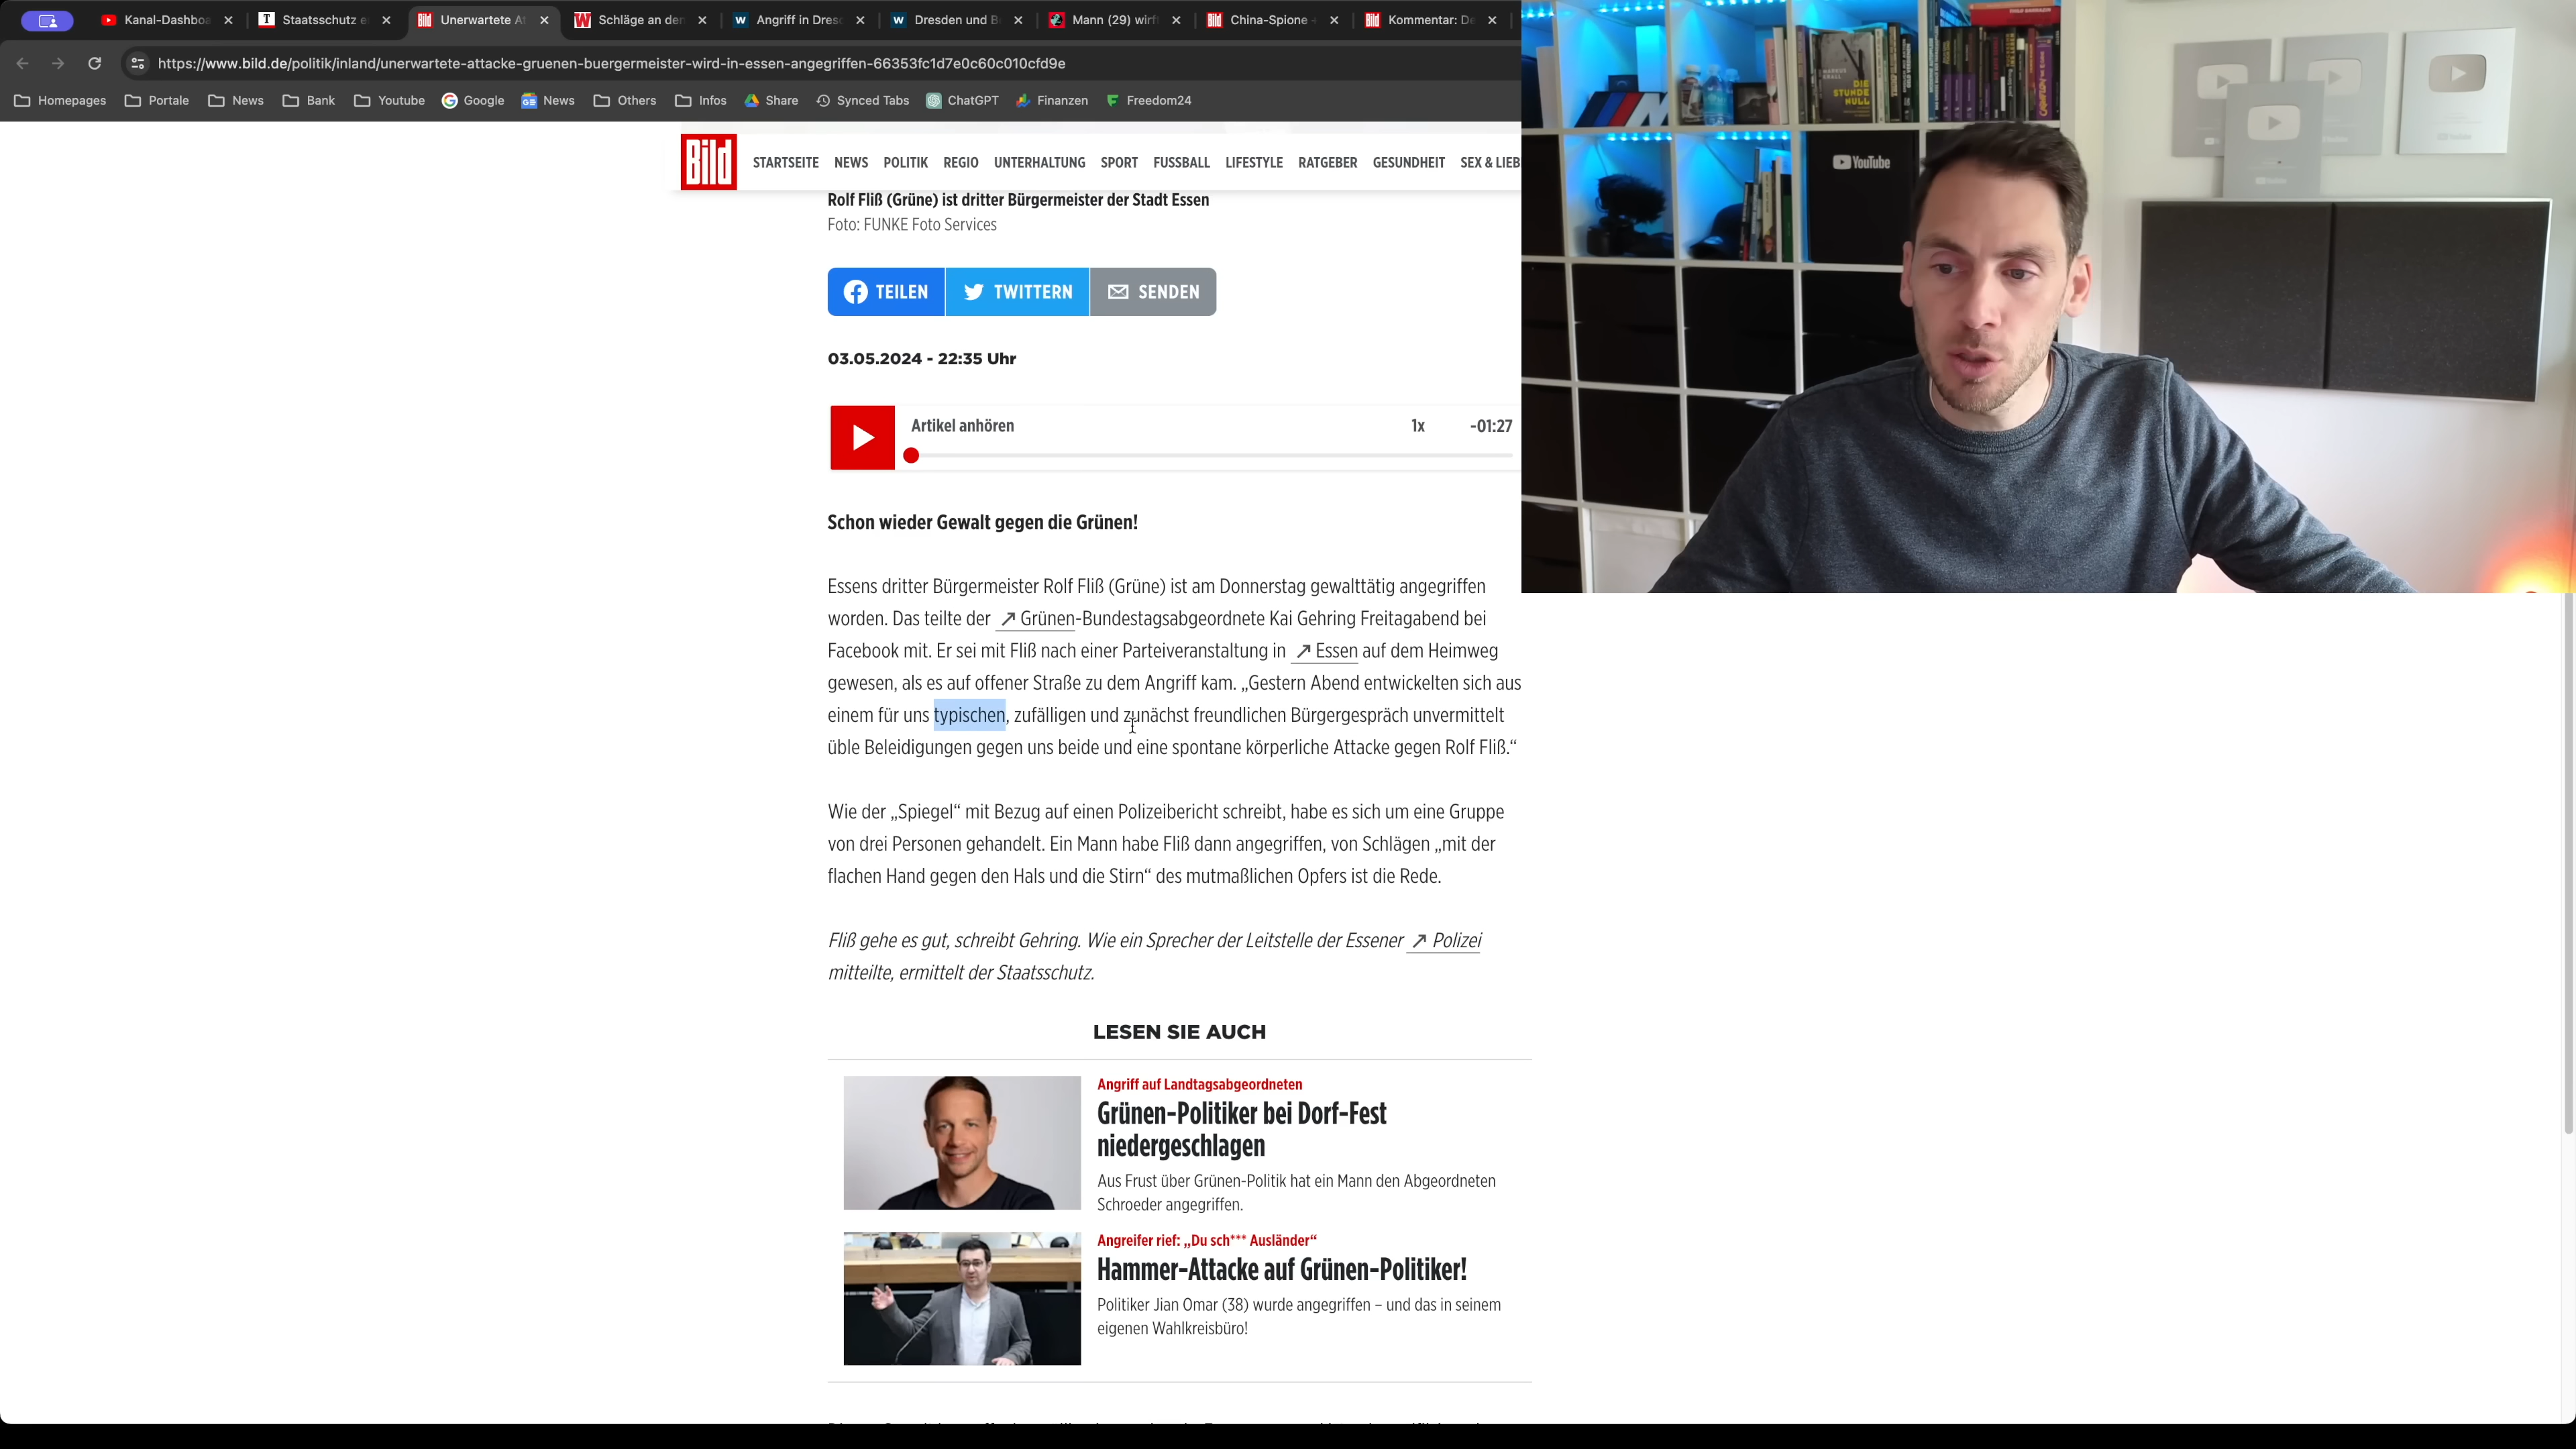 Kanal-Dashboa
Staatsschutz e
Unerwartete At
Schläge an den
Angriff in Dresd
Dresden und B
Mann (29) wirf
China-Spione
Kommentar: De
https://www.bild.de/politik/inland/unerwartete-attacke-gruenen-buergermeister-wird-in-essen-angegriffen-66353fc1d7e0c60c010cfd9e
Homepages Portale News Bank Youtube Google News Others Infos Share Synced Tabs ChatGPT Finanzen Freedom24
Bild STARTSEITE NEWS POLITIK REGIO UNTERHALTUNG SPORT FUSSBALL LIFESTYLE RATGEBER GESUNDHEIT SEX & LIEB
Rolf Fliß (Grüne) ist dritter Bürgermeister der Stadt Essen
Foto: FUNKE Foto Services
TEILEN TWITTERN SENDEN
03.05.2024 - 22:35 Uhr
Artikel anhören 1x -01:27
Schon wieder Gewalt gegen die Grünen!
Essens dritter Bürgermeister Rolf Fliß (Grüne) ist am Donnerstag gewalttätig angegriffen
worden. Das teilte der Grünen-Bundestagsabgeordnete Kai Gehring Freitagabend bei
Facebook mit. Er sei mit Fliß nach einer Parteiveranstaltung in Essen auf dem Heimweg
gewesen, als es auf offener Straße zu dem Angriff kam. „Gestern Abend entwickelten sich aus
einem für uns typischen, zufälligen und zunächst freundlichen Bürgergespräch unvermittelt
üble Beleidigungen gegen uns beide und eine spontane körperliche Attacke gegen Rolf Fliß.“
Wie der „Spiegel“ mit Bezug auf einen Polizeibericht schreibt, habe es sich um eine Gruppe
von drei Personen gehandelt. Ein Mann habe Fliß dann angegriffen, von Schlägen „mit der
flachen Hand gegen den Hals und die Stirn“ des mutmaßlichen Opfers ist die Rede.
Fliß gehe es gut, schreibt Gehring. Wie ein Sprecher der Leitstelle der Essener Polizei
mitteilte, ermittelt der Staatsschutz.
LESEN SIE AUCH
Angriff auf Landtagsabgeordneten
Grünen-Politiker bei Dorf-Fest
niedergeschlagen
Aus Frust über Grünen-Politik hat ein Mann den Abgeordneten
Schroeder angegriffen.
Angreifer rief: „Du sch*** Ausländer“
Hammer-Attacke auf Grünen-Politiker!
Politiker Jian Omar (38) wurde angegriffen – und das in seinem
eigenen Wahlkreisbüro!
YouTube
DIE
STUNDE
NULL